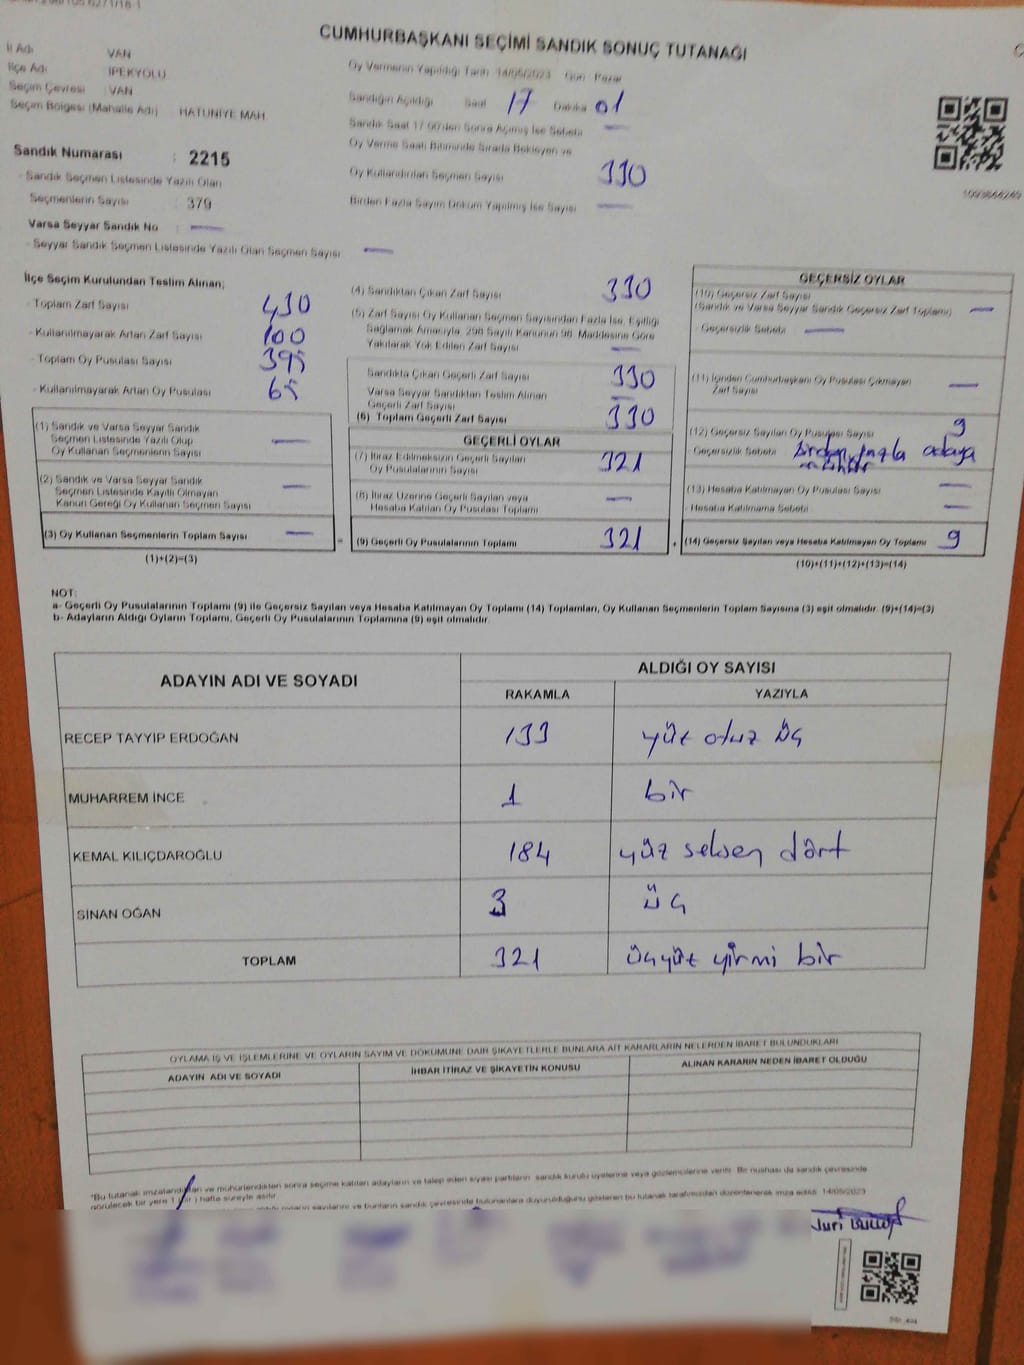 CUMHURBAŞKANI SEÇİMİ SANDIK SONUÇ TUTANAĞI
İl Adı VAN
İlçe Adı İPEKYOLU
Seçim Çevresi : VAN
Seçim Bölgesi (Mahalle Adı) HATUNİYE MAH
Sandık Numarası : 2215
- Sandık Seçmen Listesinde Yazılı Olan
Seçmenlerin Sayısı : 379
Varsa Seyyar Sandık No : —
- Seyyar Sandık Seçmen Listesinde Yazılı Olan Seçmen Sayısı —
Oy Vermenin Yapıldığı Tarih 14/05/2023 Gün Pazar
Sandığın Açıldığı Saat 17 Dakika 01
Sandık Saat 17:00'den Sonra Açılmış İse Sebebi —
Oy Verme Saati Bitiminde Sırada Bekleyen ve
Oy Kullandırılan Seçmen Sayısı 330
Birden Fazla Sayım Döküm Yapılmış İse Sayısı —
İlçe Seçim Kurulundan Teslim Alınan;
- Toplam Zarf Sayısı 430
- Kullanılmayarak Artan Zarf Sayısı 100
- Toplam Oy Pusulası Sayısı 395
- Kullanılmayarak Artan Oy Pusulası 65
(1) Sandık ve Varsa Seyyar Sandık
Seçmen Listesinde Yazılı Olup
Oy Kullanan Seçmenlerin Sayısı —
(2) Sandık ve Varsa Seyyar Sandık
Seçmen Listesinde Kayıtlı Olmayan
Kanun Gereği Oy Kullanan Seçmen Sayısı —
(3) Oy Kullanan Seçmenlerin Toplam Sayısı —
(1)+(2)=(3)
(4) Sandıktan Çıkan Zarf Sayısı 330
(5) Zarf Sayısı Oy Kullanan Seçmen Sayısından Fazla İse, Eşitliği
Sağlamak Amacıyla, 298 Sayılı Kanunun 98. Maddesine Göre
Yakılarak Yok Edilen Zarf Sayısı —
Sandıkta Çıkan Geçerli Zarf Sayısı 330
Varsa Seyyar Sandıktan Teslim Alınan
Geçerli Zarf Sayısı —
(6) Toplam Geçerli Zarf Sayısı 330
GEÇERLİ OYLAR
(7) İtiraz Edilmeksizin Geçerli Sayılan
Oy Pusulalarının Sayısı 321
(8) İtiraz Üzerine Geçerli Sayılan veya
Hesaba Katılan Oy Pusulası Toplamı —
(9) Geçerli Oy Pusulalarının Toplamı 321
GEÇERSİZ OYLAR
(10) Geçersiz Zarf Sayısı
(Sandık ve Varsa Seyyar Sandık Geçersiz Zarf Toplamı) —
- Geçersizlik Sebebi —
(11) İçinden Cumhurbaşkanı Oy Pusulası Çıkmayan
Zarf Sayısı —
(12) Geçersiz Sayılan Oy Pusulası Sayısı 9
- Geçersizlik Sebebi Birden fazla adaya
(13) Hesaba Katılmayan Oy Pusulası Sayısı —
- Hesaba Katılmama Sebebi —
(14) Geçersiz Sayılan veya Hesaba Katılmayan Oy Toplamı 9
(10)+(11)+(12)+(13)=(14)
NOT:
a- Geçerli Oy Pusulalarının Toplamı (9) ile Geçersiz Sayılan veya Hesaba Katılmayan Oy Toplamı (14) Toplamları, Oy Kullanan Seçmenlerin Toplam Sayısına (3) eşit olmalıdır. (9)+(14)=(3)
b- Adayların Aldığı Oyların Toplamı, Geçerli Oy Pusulalarının Toplamına (9) eşit olmalıdır.
ADAYIN ADI VE SOYADI ALDIĞI OY SAYISI
RAKAMLA YAZIYLA
RECEP TAYYİP ERDOĞAN 133 yüz otuz üç
MUHARREM İNCE 1 bir
KEMAL KILIÇDAROĞLU 184 yüz seksen dört
SİNAN OĞAN 3 üç
TOPLAM 321 üçyüz yirmi bir
OYLAMA İŞ VE İŞLEMLERİNE VE OYLARIN SAYIM VE DÖKÜMÜNE DAİR ŞİKAYETLERLE BUNLARA AİT KARARLARIN NELERDEN İBARET BULUNDUKLARI
ADAYIN ADI VE SOYADI İHBAR İTİRAZ VE ŞİKAYETİN KONUSU ALINAN KARARIN NEDEN İBARET OLDUĞU
"Bu tutanak imzalandıktan ve mühürlendikten sonra seçime katılan adayların ve talep eden siyasi partilerin sandık kurulu üyelerine veya gözlemcilerine verilir. Bir nüshası da sandık çevresinde
görülecek bir yere 1 (bir) hafta süreyle asılır.
bunların sandık çevresinde bulunanlara duyurulduğunu gösteren bu tutanak tarafımızdan düzenlenerek imza edildi. 14/05/2023